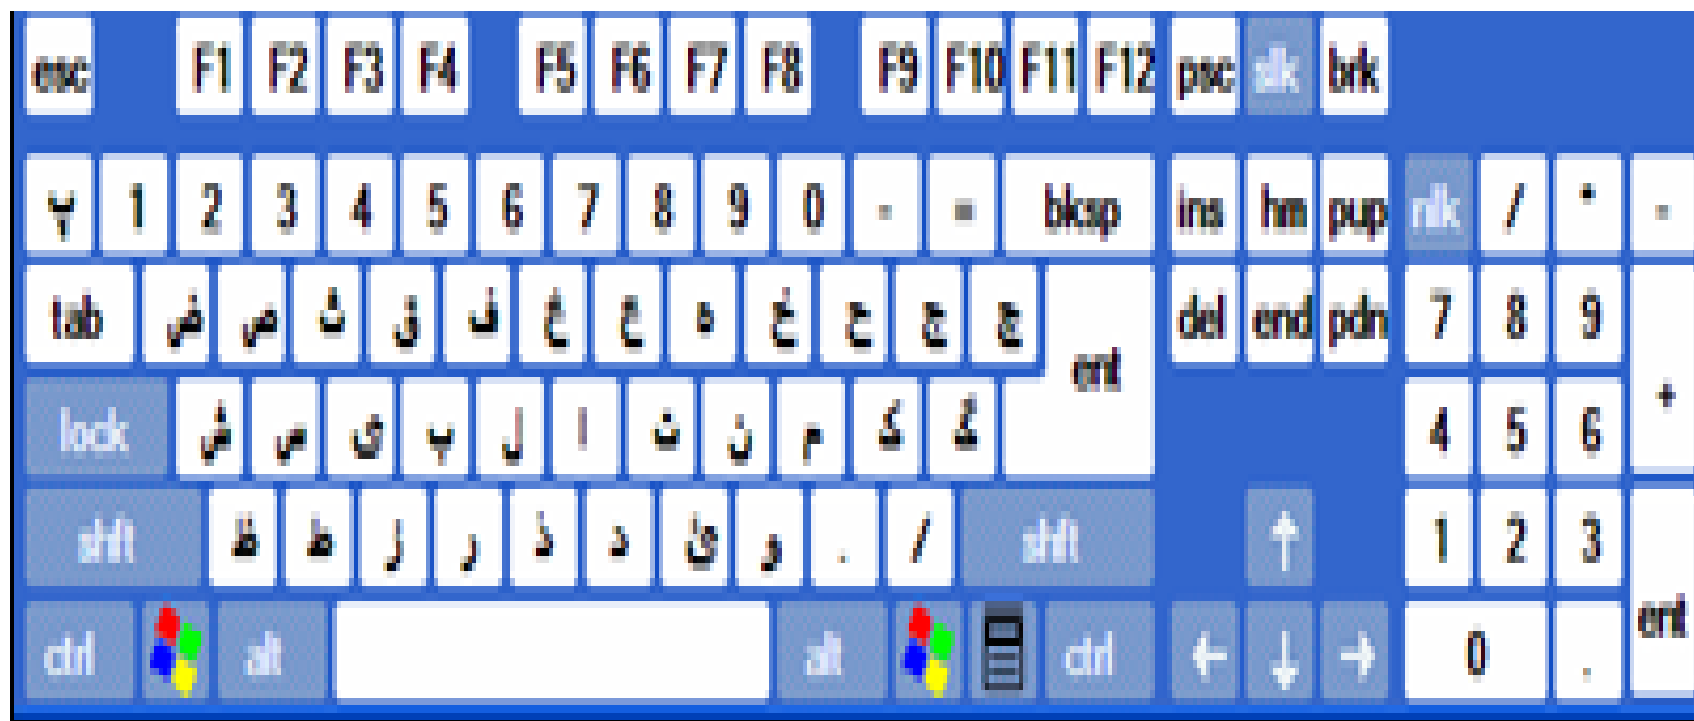 esc F1 F2 F3 F4 F5 F6 F7 F8 F9 F10 F11 F12 psc slk brk
پ 1 2 3 4 5 6 7 8 9 0 - = bksp ins hm pup nlk / * -
tab ض ص ث ق ف غ ع ه خ ح ج چ ent del end pdn 7 8 9 +
lock ش س ی ب ل ا ت ن م ک گ 4 5 6
shft ظ ط ز ر ذ د ئ و . / shft ↑ 1 2 3 ent
ctrl alt alt ctrl ← ↓ → 0 .